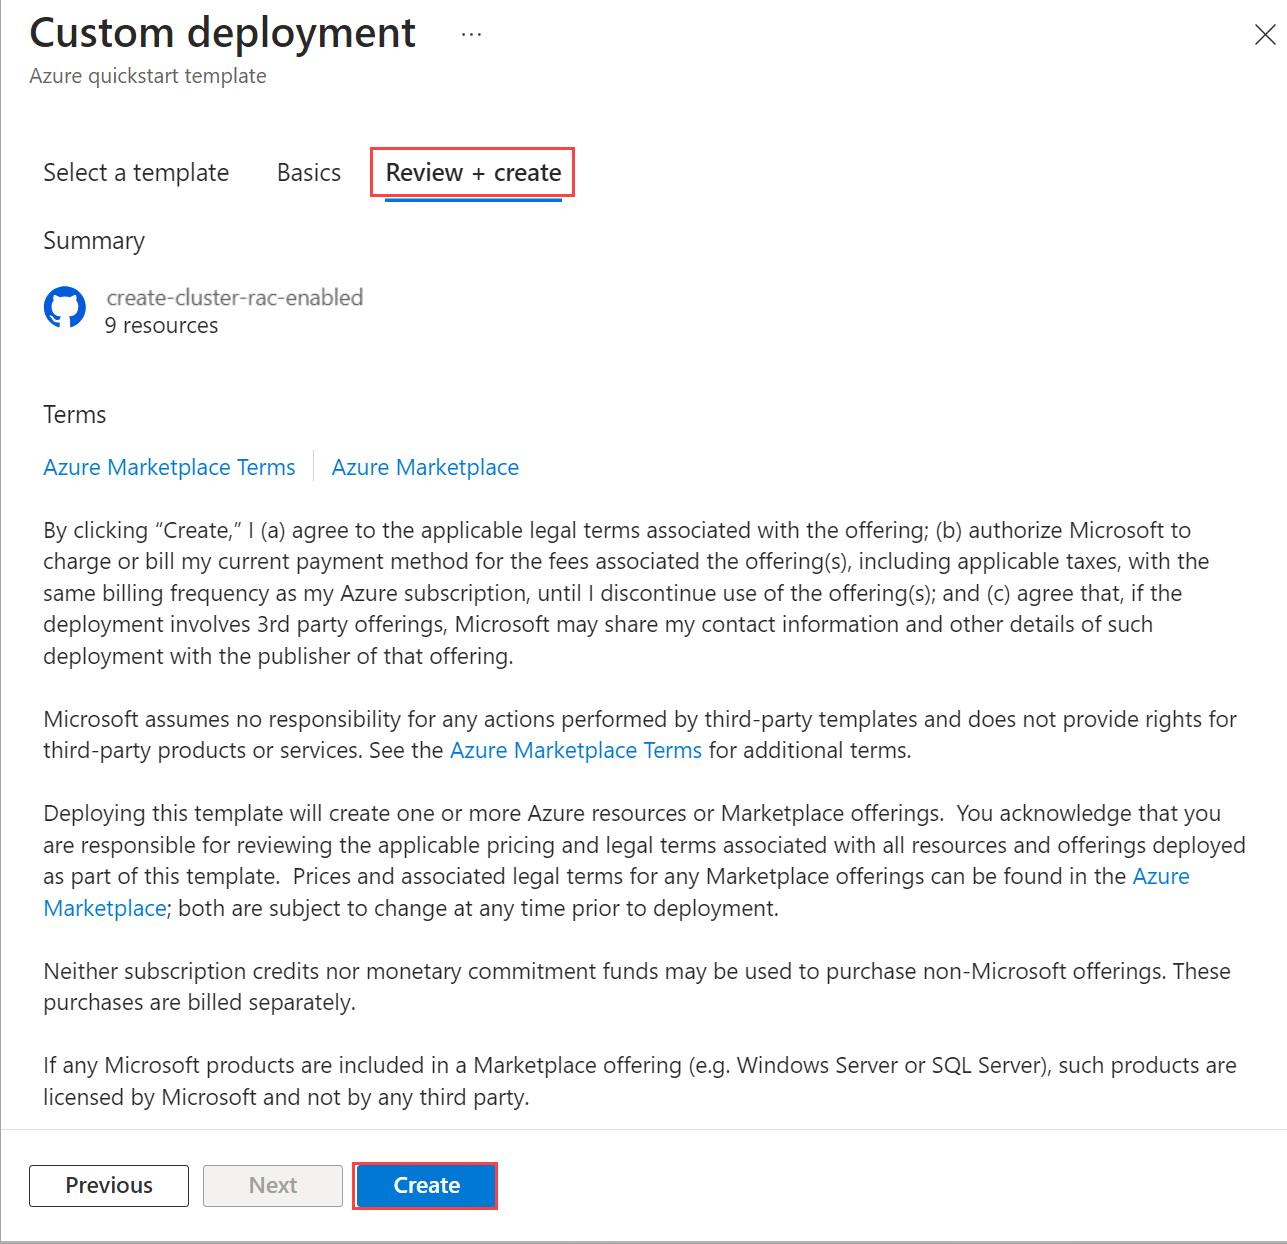 Custom deployment ...
Azure quickstart template
Select a template Basics Review + create
Summary
create-cluster-rac-enabled
9 resources
Terms
Azure Marketplace Terms Azure Marketplace
By clicking “Create,” I (a) agree to the applicable legal terms associated with the offering; (b) authorize Microsoft to
charge or bill my current payment method for the fees associated the offering(s), including applicable taxes, with the
same billing frequency as my Azure subscription, until I discontinue use of the offering(s); and (c) agree that, if the
deployment involves 3rd party offerings, Microsoft may share my contact information and other details of such
deployment with the publisher of that offering.
Microsoft assumes no responsibility for any actions performed by third-party templates and does not provide rights for
third-party products or services. See the Azure Marketplace Terms for additional terms.
Deploying this template will create one or more Azure resources or Marketplace offerings.  You acknowledge that you
are responsible for reviewing the applicable pricing and legal terms associated with all resources and offerings deployed
as part of this template.  Prices and associated legal terms for any Marketplace offerings can be found in the Azure
Marketplace; both are subject to change at any time prior to deployment.
Neither subscription credits nor monetary commitment funds may be used to purchase non-Microsoft offerings. These
purchases are billed separately.
If any Microsoft products are included in a Marketplace offering (e.g. Windows Server or SQL Server), such products are
licensed by Microsoft and not by any third party.
Previous Next Create